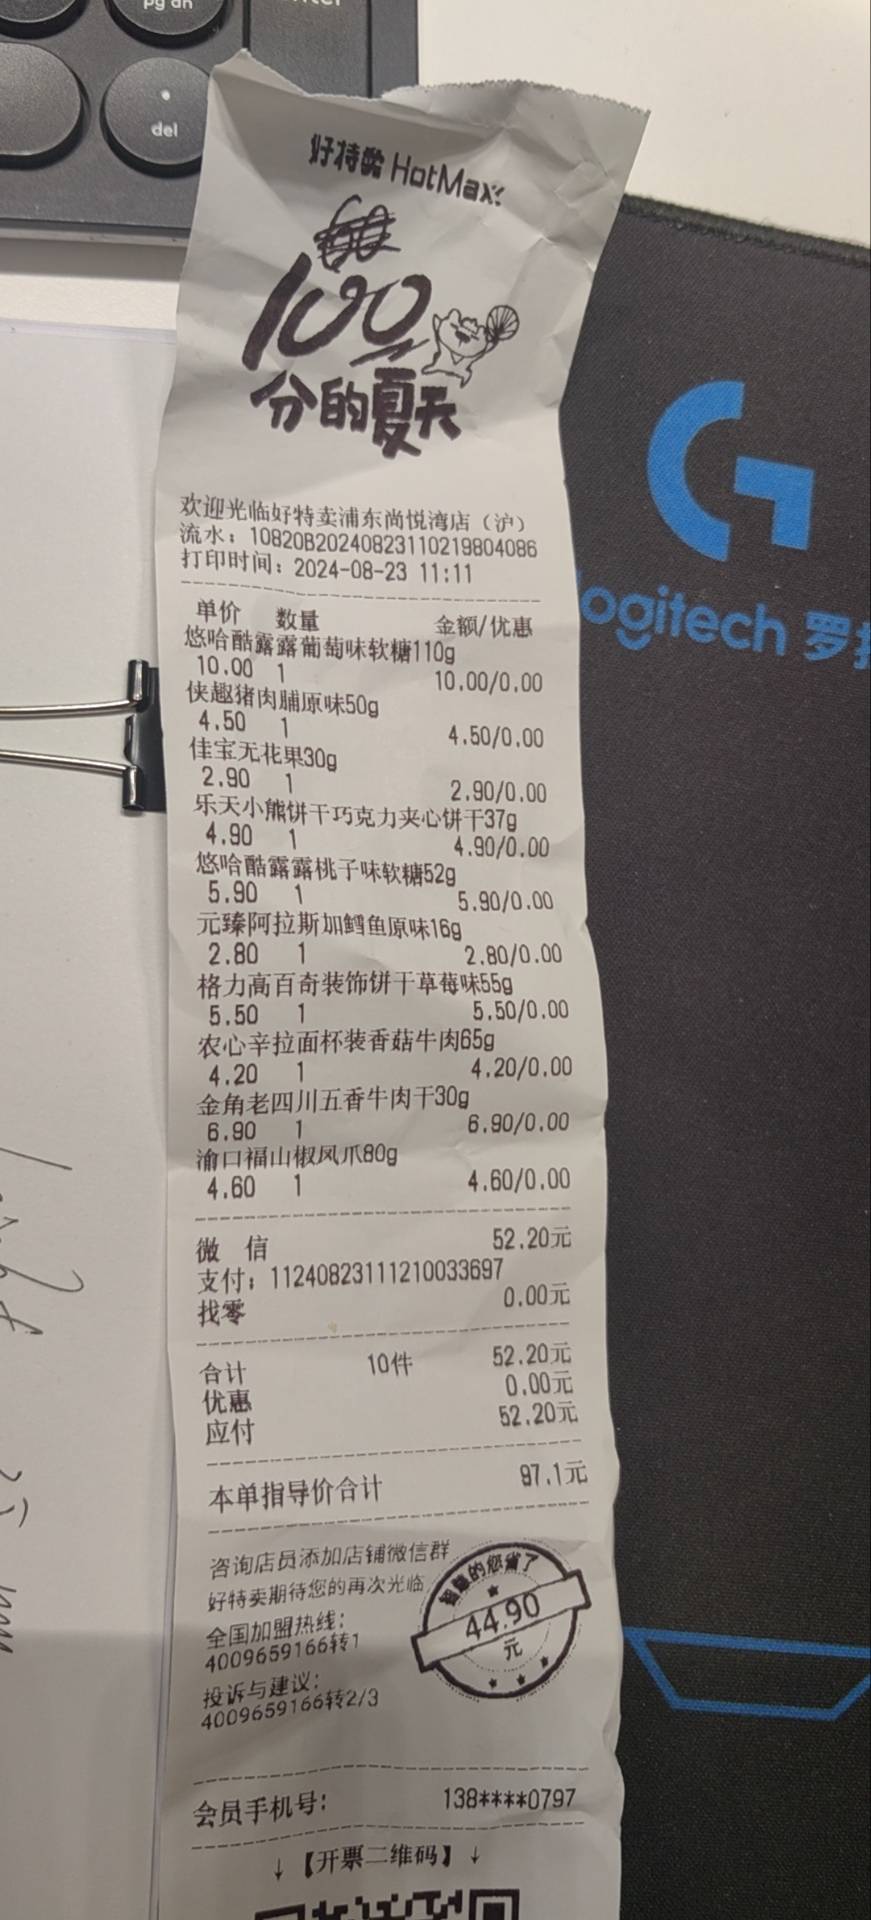 pg dn
del
好特卖 HotMaxx
100
分的夏天
欢迎光临好特卖浦东尚悦湾店（沪）
流水：10820B20240823110219804086
打印时间：2024-08-23 11:11
单价 数量 金额/优惠
悠哈酷露露葡萄味软糖110g
10.00 1 10.00/0.00
侠趣猪肉脯原味50g
4.50 1 4.50/0.00
佳宝无花果30g
2.90 1 2.90/0.00
乐天小熊饼干巧克力夹心饼干37g
4.90 1 4.90/0.00
悠哈酷露露桃子味软糖52g
5.90 1 5.90/0.00
元臻阿拉斯加鳕鱼原味16g
2.80 1 2.80/0.00
格力高百奇装饰饼干草莓味55g
5.50 1 5.50/0.00
农心辛拉面杯装香菇牛肉65g
4.20 1 4.20/0.00
金角老四川五香牛肉干30g
6.90 1 6.90/0.00
渝口福山椒凤爪80g
4.60 1 4.60/0.00
微 信 52.20元
支付：11240823111210033697
找零 0.00元
合计 10件 52.20元
优惠 0.00元
应付 52.20元
本单指导价合计 97.1元
咨询店员添加店铺微信群
好特卖期待您的再次光临
全国加盟热线：
4009659166转1
投诉与建议：
4009659166转2/3
智慧的您省了
44.90
元
会员手机号： 138****0797
↓【开票二维码】↓
logitech 罗